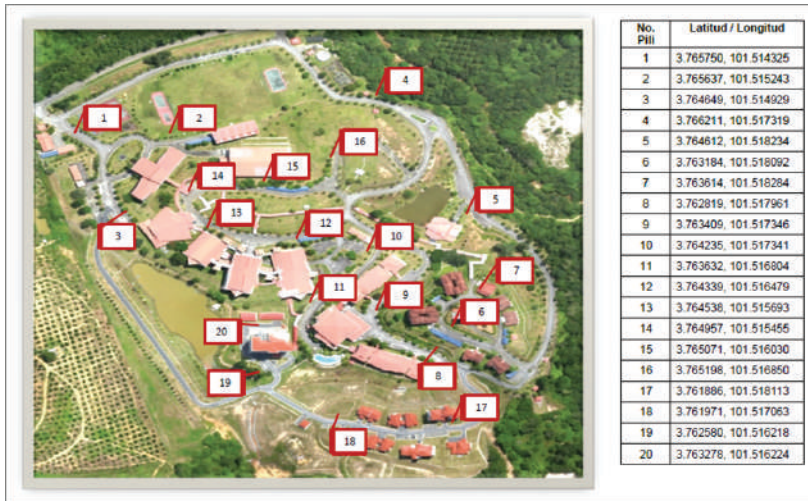 4
1
2
16
15
14
5
13
12
3
10
7
11
9
6
20
8
19
17
18
No. Pili Latitud / Longitud
1 3.765750, 101.514325
2 3.765637, 101.515243
3 3.764649, 101.514929
4 3.766211, 101.517319
5 3.764612, 101.518234
6 3.763184, 101.518092
7 3.763614, 101.518284
8 3.762819, 101.517961
9 3.763409, 101.517346
10 3.764235, 101.517341
11 3.763632, 101.516804
12 3.764339, 101.516479
13 3.764538, 101.515693
14 3.764957, 101.515455
15 3.765071, 101.516030
16 3.765198, 101.516850
17 3.761886, 101.518113
18 3.761971, 101.517063
19 3.762580, 101.516218
20 3.763278, 101.516224